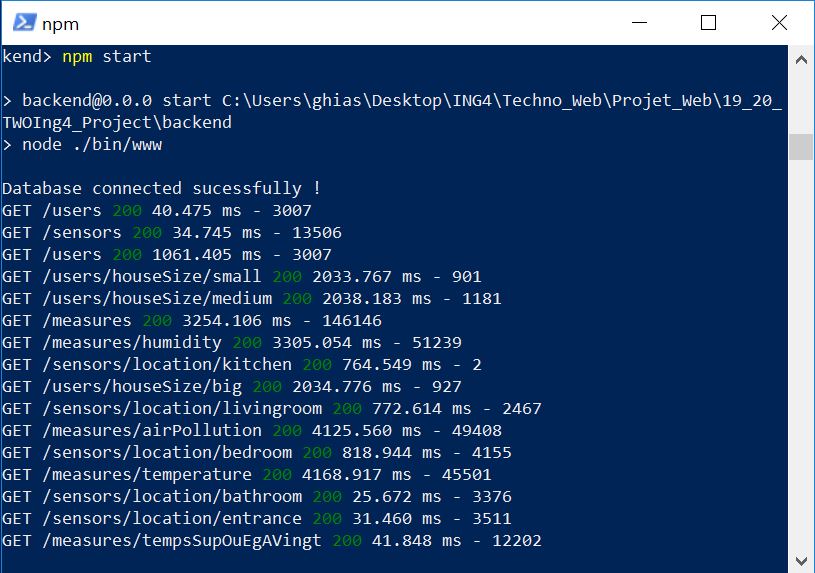 npm
kend> npm start
> backend@0.0.0 start C:\Users\ghias\Desktop\ING4\Techno_Web\Projet_Web\19_20_
TWOIng4_Project\backend
> node ./bin/www
Database connected sucessfully !
GET /users 200 40.475 ms - 3007
GET /sensors 200 34.745 ms - 13506
GET /users 200 1061.405 ms - 3007
GET /users/houseSize/small 200 2033.767 ms - 901
GET /users/houseSize/medium 200 2038.183 ms - 1181
GET /measures 200 3254.106 ms - 146146
GET /measures/humidity 200 3305.054 ms - 51239
GET /sensors/location/kitchen 200 764.549 ms - 2
GET /users/houseSize/big 200 2034.776 ms - 927
GET /sensors/location/livingroom 200 772.614 ms - 2467
GET /measures/airPollution 200 4125.560 ms - 49408
GET /sensors/location/bedroom 200 818.944 ms - 4155
GET /measures/temperature 200 4168.917 ms - 45501
GET /sensors/location/bathroom 200 25.672 ms - 3376
GET /sensors/location/entrance 200 31.460 ms - 3511
GET /measures/tempsSupOuEgAVingt 200 41.848 ms - 12202